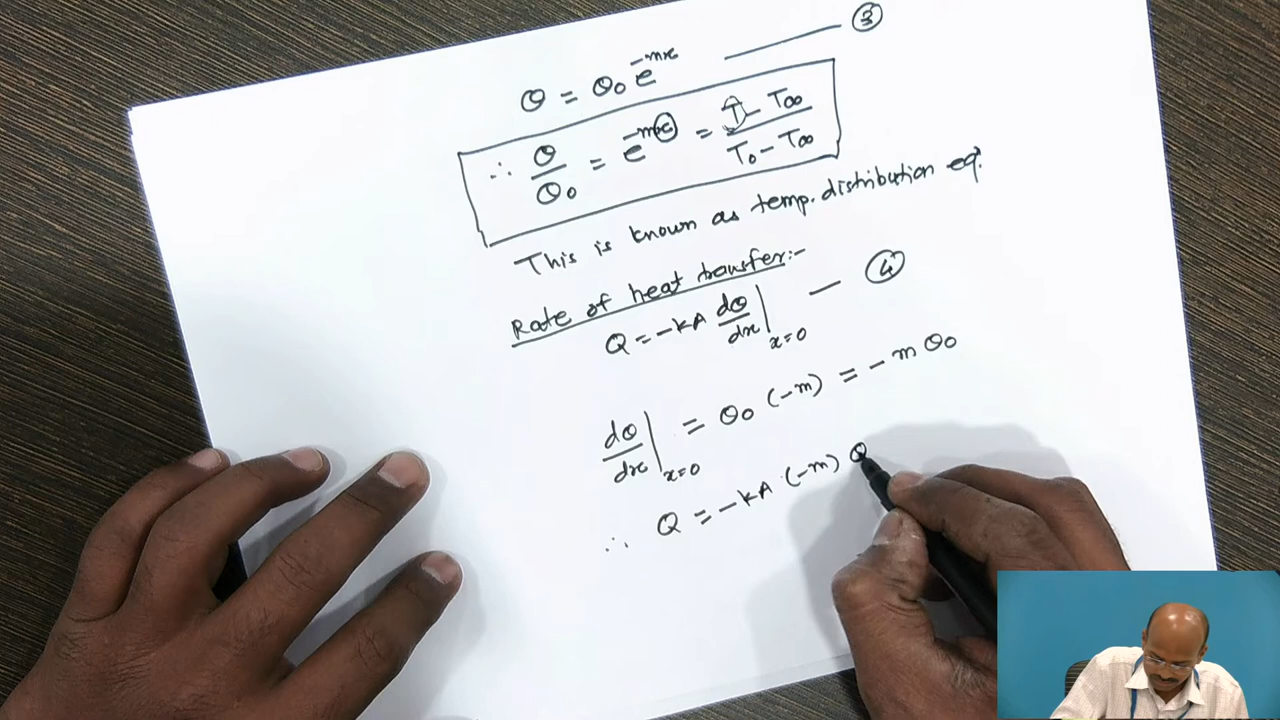 θ = θ₀ e^(-mx) —— ③
∴ θ/θ₀ = e^(-mx) = (T - T∞)/(T₀ - T∞)
This is known as temp. distribution eqⁿ.
Rate of heat transfer:-
Q = -kA dθ/dx |ₓ₌₀ — ④
dθ/dx |ₓ₌₀ = θ₀ (-m) = -m θ₀
∴ Q = -kA (-m) θ